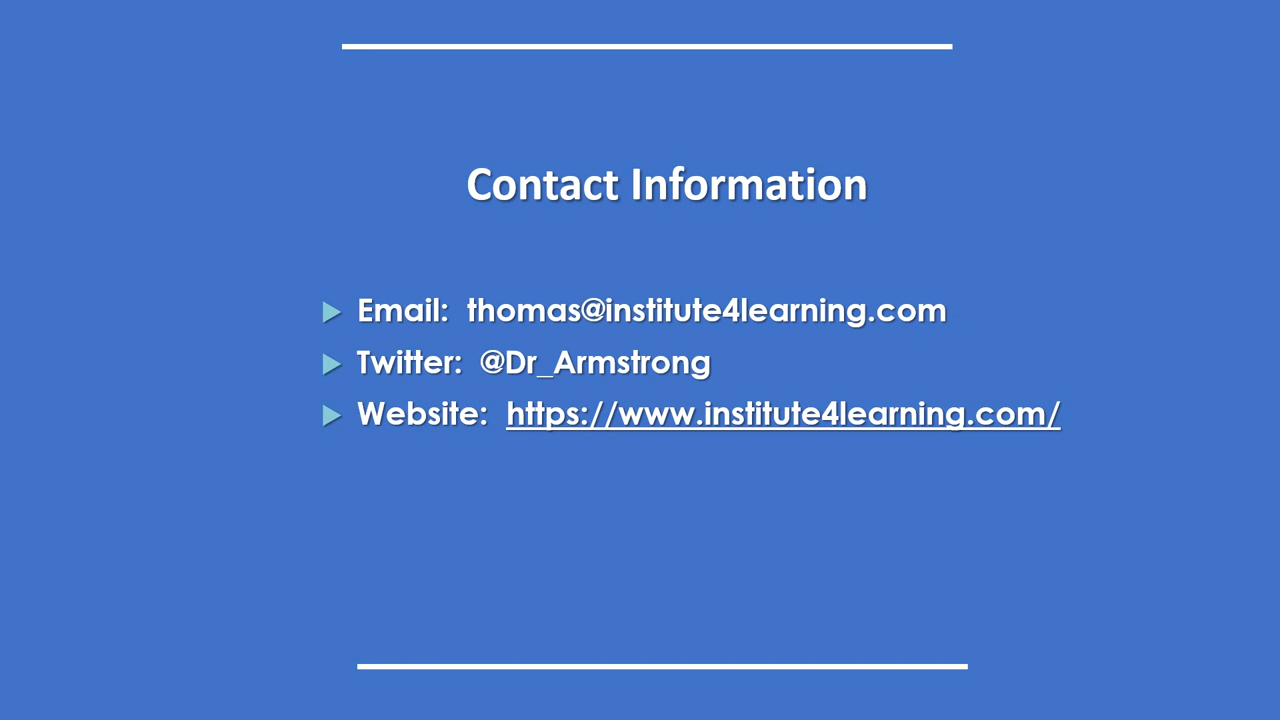 Contact Information
Email: thomas@institute4learning.com
Twitter: @Dr_Armstrong
Website: https://www.institute4learning.com/